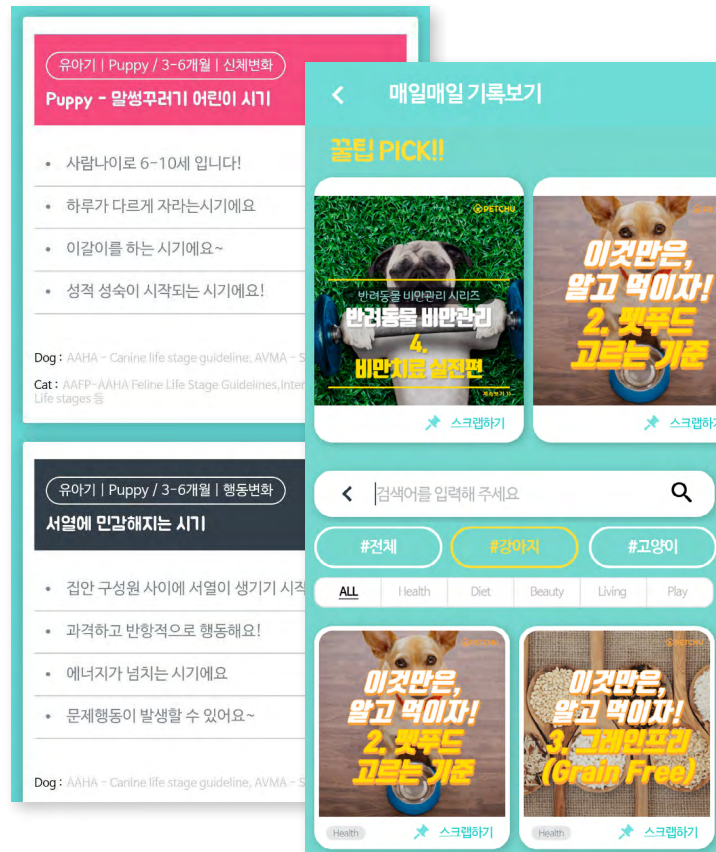 유아기 | Puppy / 3-6개월 | 신체변화
Puppy - 말썽꾸러기 어린이 시기
• 사람나이로 6-10세 입니다!
• 하루가 다르게 자라는시기에요
• 이갈이를 하는 시기에요~
• 성적 성숙이 시작되는 시기에요!
Dog : AAHA - Canine life stage guideline, AVMA - S
Cat : AAFP-AAHA Feline Life Stage Guidelines,Inter
Life stages 등
유아기 | Puppy / 3-6개월 | 행동변화
서열에 민감해지는 시기
• 집안 구성원 사이에 서열이 생기기 시작
• 과격하고 반항적으로 행동해요!
• 에너지가 넘치는 시기에요
• 문제행동이 발생할 수 있어요~
Dog : AAHA - Canine life stage guideline, AVMA - S
매일매일 기록보기
꿀팁 PICK!!
PETCHU
반려동물 비만관리 시리즈
반려동물 비만관리
4.
비만치료 실전편
계속보기 >>
스크랩하기
이것만은,
알고 먹이자!
2. 펫푸드
고르는 기준
스크랩하
검색어를 입력해 주세요
#전체
#강아지
#고양이
ALL
Health
Diet
Beauty
Living
Play
PETCHU
이것만은,
알고 먹이자!
2. 펫푸드
고르는 기준
Health
스크랩하기
PETCHU
이것만은,
알고 먹이자!
3. 그레인프리
(Grain Free)
Health
스크랩하기